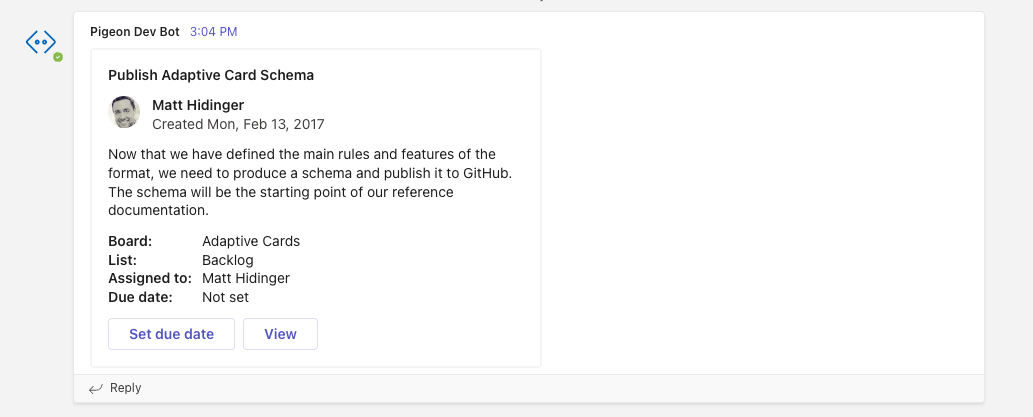 Pigeon Dev Bot 3:04 PM
Publish Adaptive Card Schema
Matt Hidinger
Created Mon, Feb 13, 2017
Now that we have defined the main rules and features of the
format, we need to produce a schema and publish it to GitHub.
The schema will be the starting point of our reference
documentation.
Board: Adaptive Cards
List: Backlog
Assigned to: Matt Hidinger
Due date: Not set
Set due date View
Reply